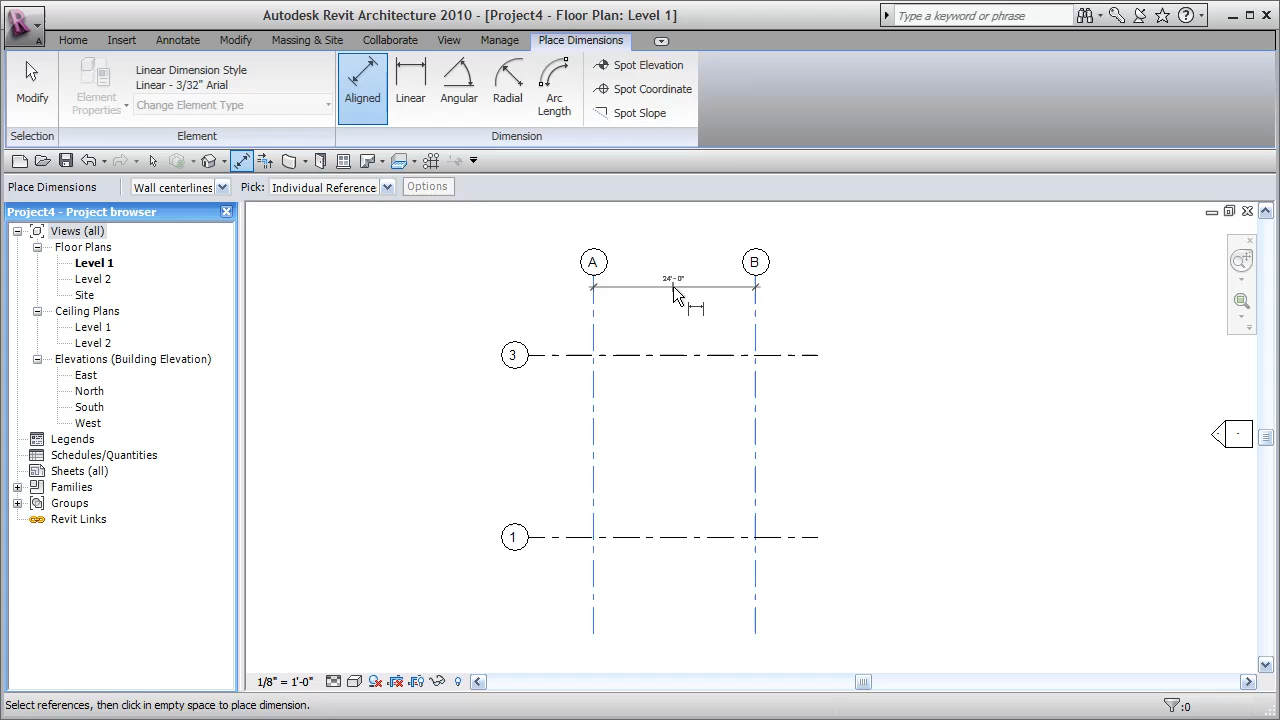 Autodesk Revit Architecture 2010 - [Project4 - Floor Plan: Level 1]
Type a keyword or phrase
Home Insert Annotate Modify Massing & Site Collaborate View Manage Place Dimensions
Modify
Element Properties
Linear Dimension Style
Linear - 3/32" Arial
Change Element Type
Aligned
Linear
Angular
Radial
Arc Length
Spot Elevation
Spot Coordinate
Spot Slope
Selection Element Dimension
Place Dimensions Wall centerlines Pick: Individual Reference Options
Project4 - Project browser
Views (all)
Floor Plans
Level 1
Level 2
Site
Ceiling Plans
Level 1
Level 2
Elevations (Building Elevation)
East
North
South
West
Legends
Schedules/Quantities
Sheets (all)
Families
Groups
Revit Links
A B
24'-0"
3
1
1/8" = 1'-0"
Select references, then click in empty space to place dimension.
:0